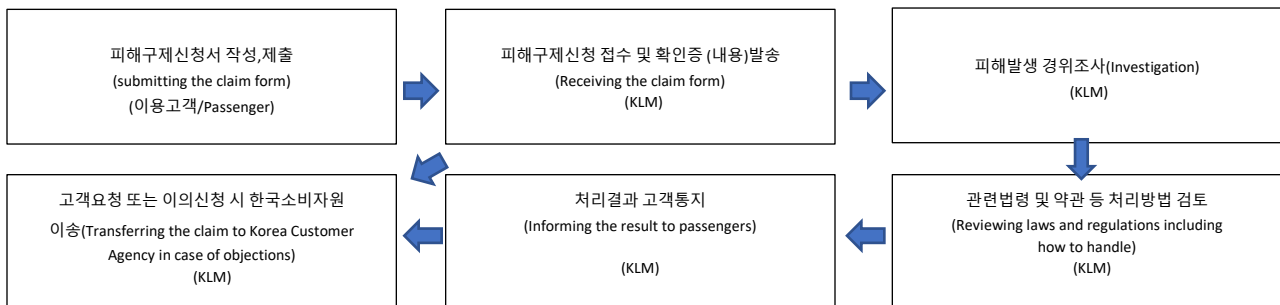 피해구제신청서 작성,제출
(submitting the claim form)
(이용고객/Passenger)
피해구제신청 접수 및 확인증 (내용)발송
(Receiving the claim form)
(KLM)
피해발생 경위조사(Investigation)
(KLM)
관련법령 및 약관 등 처리방법 검토
(Reviewing laws and regulations including
how to handle)
(KLM)
처리결과 고객통지
(Informing the result to passengers)
(KLM)
고객요청 또는 이의신청 시 한국소비자원
이송(Transferring the claim to Korea Customer
Agency in case of objections)
(KLM)